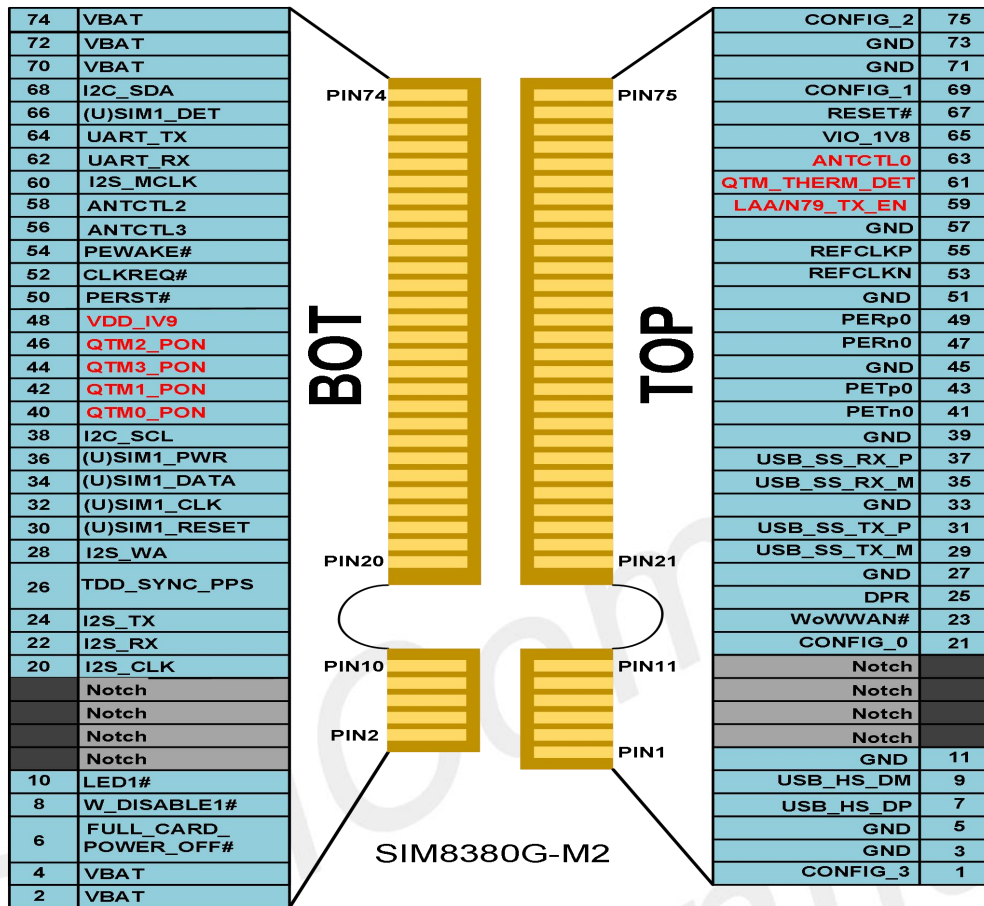 74 VBAT
72 VBAT
70 VBAT
68 I2C_SDA
66 (U)SIM1_DET
64 UART_TX
62 UART_RX
60 I2S_MCLK
58 ANTCTL2
56 ANTCTL3
54 PEWAKE#
52 CLKREQ#
50 PERST#
48 VDD_IV9
46 QTM2_PON
44 QTM3_PON
42 QTM1_PON
40 QTM0_PON
38 I2C_SCL
36 (U)SIM1_PWR
34 (U)SIM1_DATA
32 (U)SIM1_CLK
30 (U)SIM1_RESET
28 I2S_WA
26 TDD_SYNC_PPS
24 I2S_TX
22 I2S_RX
20 I2S_CLK
Notch
Notch
Notch
Notch
10 LED1#
8 W_DISABLE1#
6 FULL_CARD_
POWER_OFF#
4 VBAT
2 VBAT
PIN74
BOT
PIN20
PIN10
PIN2
PIN75
TOP
PIN21
PIN11
PIN1
SIM8380G-M2
CONFIG_2 75
GND 73
GND 71
CONFIG_1 69
RESET# 67
VIO_1V8 65
ANTCTL0 63
QTM_THERM_DET 61
LAA/N79_TX_EN 59
GND 57
REFCLKP 55
REFCLKN 53
GND 51
PERp0 49
PERn0 47
GND 45
PETp0 43
PETn0 41
GND 39
USB_SS_RX_P 37
USB_SS_RX_M 35
GND 33
USB_SS_TX_P 31
USB_SS_TX_M 29
GND 27
DPR 25
WoWWAN# 23
CONFIG_0 21
Notch
Notch
Notch
Notch
GND 11
USB_HS_DM 9
USB_HS_DP 7
GND 5
GND 3
CONFIG_3 1